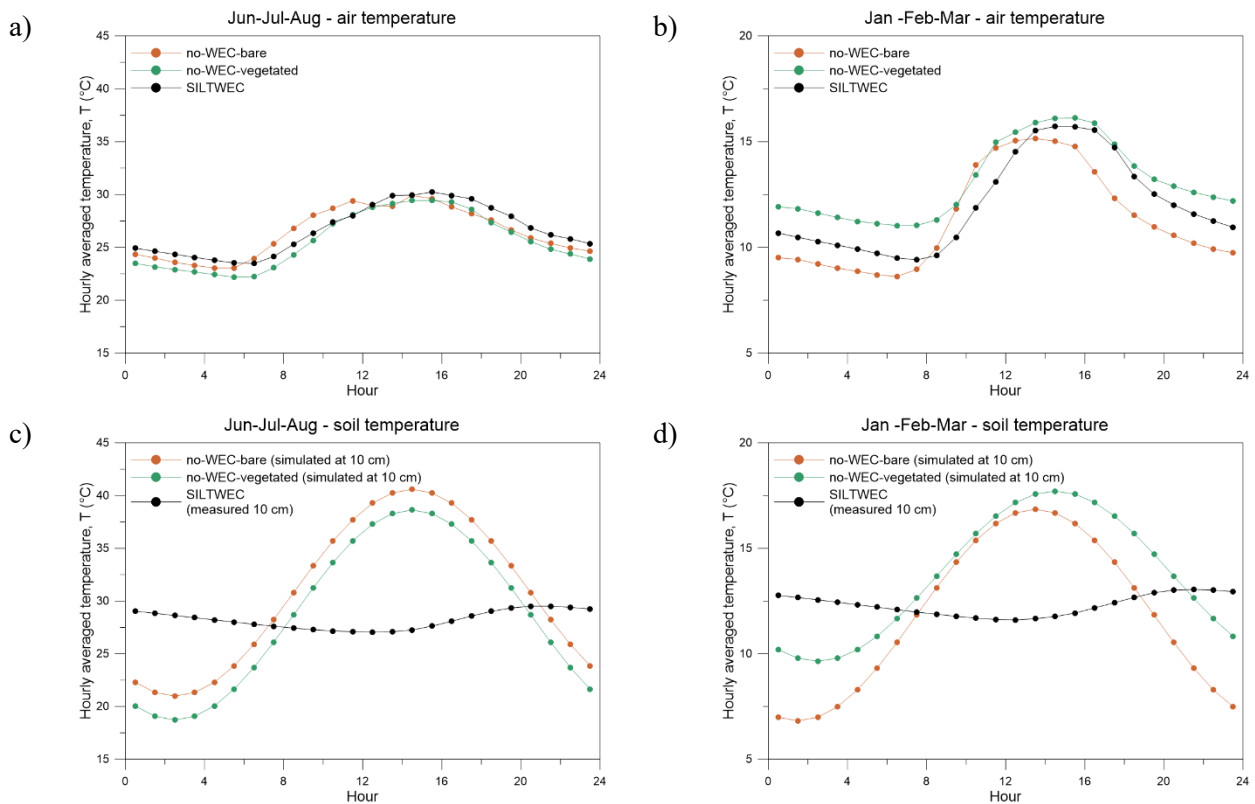 a)
Jun-Jul-Aug - air temperature
45
40
35
30
25
20
15
Hourly averaged temperature, T (°C)
no-WEC-bare
no-WEC-vegetated
SILTWEC
0 4 8 12 16 20 24
Hour
b)
Jan -Feb-Mar - air temperature
20
15
10
5
Hourly averaged temperature, T (°C)
no-WEC-bare
no-WEC-vegetated
SILTWEC
0 4 8 12 16 20 24
Hour
c)
Jun-Jul-Aug - soil temperature
45
40
35
30
25
20
15
Hourly averaged temperature, T (°C)
no-WEC-bare (simulated at 10 cm)
no-WEC-vegetated (simulated at 10 cm)
SILTWEC
(measured 10 cm)
0 4 8 12 16 20 24
Hour
d)
Jan -Feb-Mar - soil temperature
20
15
10
5
Hourly averaged temperature, T (°C)
no-WEC-bare (simulated at 10 cm)
no-WEC-vegetated (simulated at 10 cm)
SILTWEC
(measured 10 cm)
0 4 8 12 16 20 24
Hour